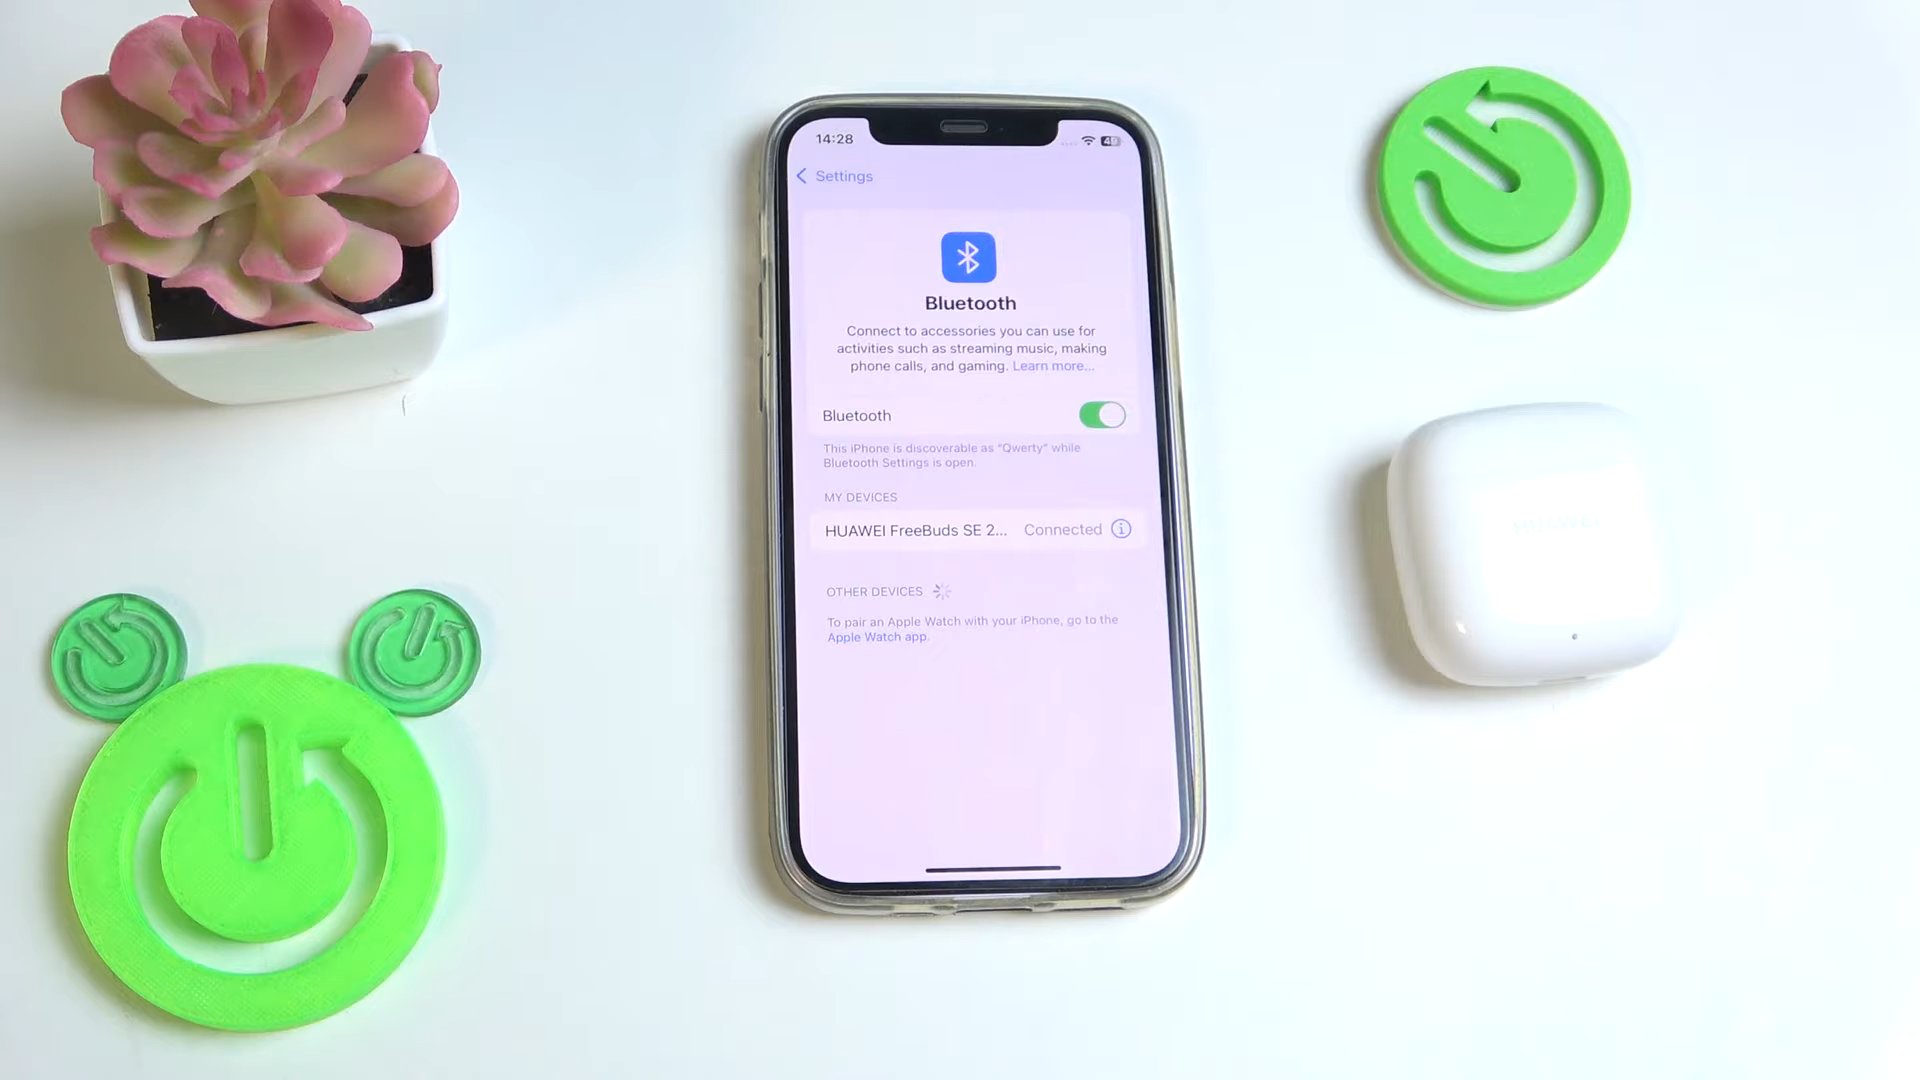 14:28
Settings
Bluetooth
Connect to accessories you can use for
activities such as streaming music, making
phone calls, and gaming. Learn more...
Bluetooth
This iPhone is discoverable as “Qwerty” while
Bluetooth Settings is open.
MY DEVICES
HUAWEI FreeBuds SE 2... Connected
OTHER DEVICES
To pair an Apple Watch with your iPhone, go to the
Apple Watch app.
HUAWEI